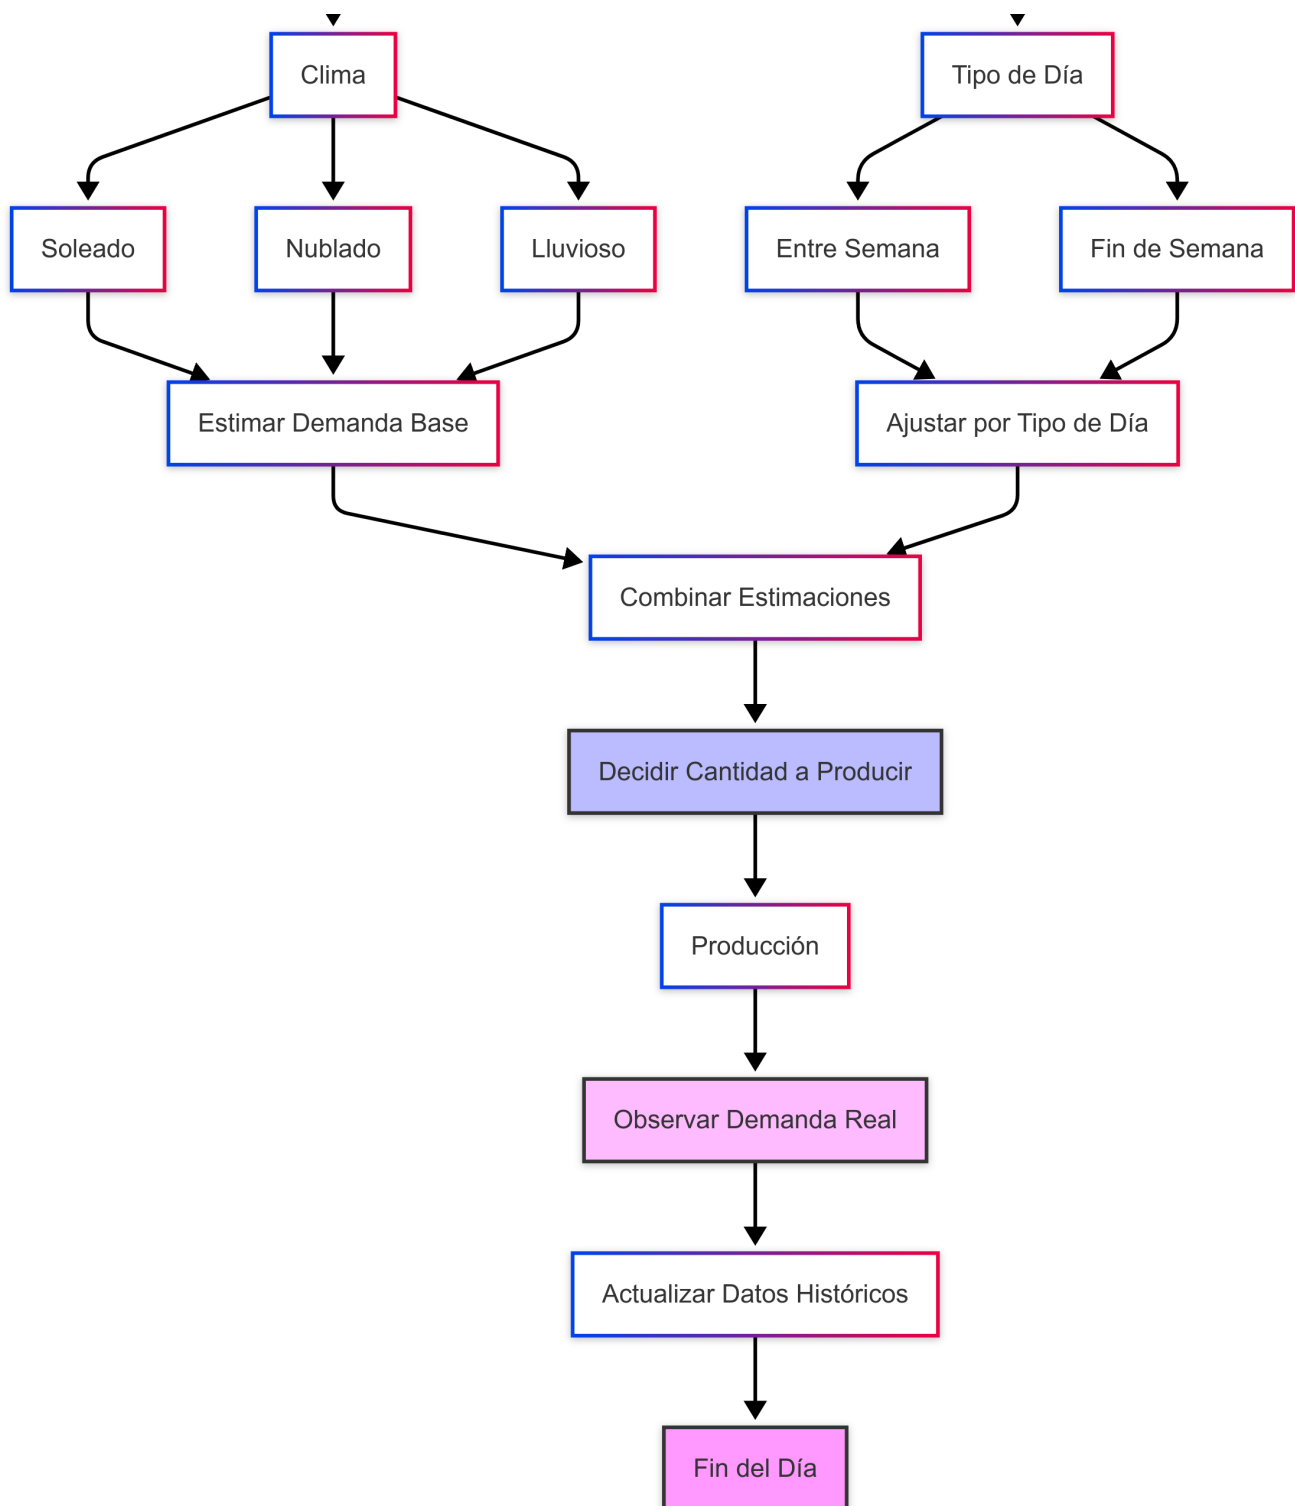 Clima
Tipo de Día
Soleado
Nublado
Lluvioso
Entre Semana
Fin de Semana
Estimar Demanda Base
Ajustar por Tipo de Día
Combinar Estimaciones
Decidir Cantidad a Producir
Producción
Observar Demanda Real
Actualizar Datos Históricos
Fin del Día